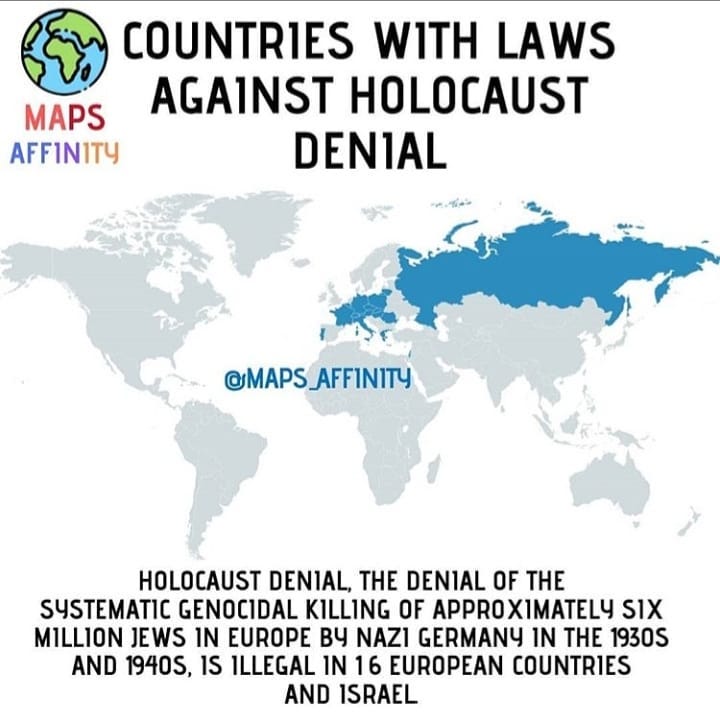 COUNTRIES WITH LAWS
AGAINST HOLOCAUST
DENIAL
MAPS
AFFINITY
@MAPS_AFFINITY
HOLOCAUST DENIAL, THE DENIAL OF THE
SYSTEMATIC GENOCIDAL KILLING OF APPROXIMATELY SIX
MILLION JEWS IN EUROPE BY NAZI GERMANY IN THE 1930S
AND 1940S, IS ILLEGAL IN 16 EUROPEAN COUNTRIES
AND ISRAEL